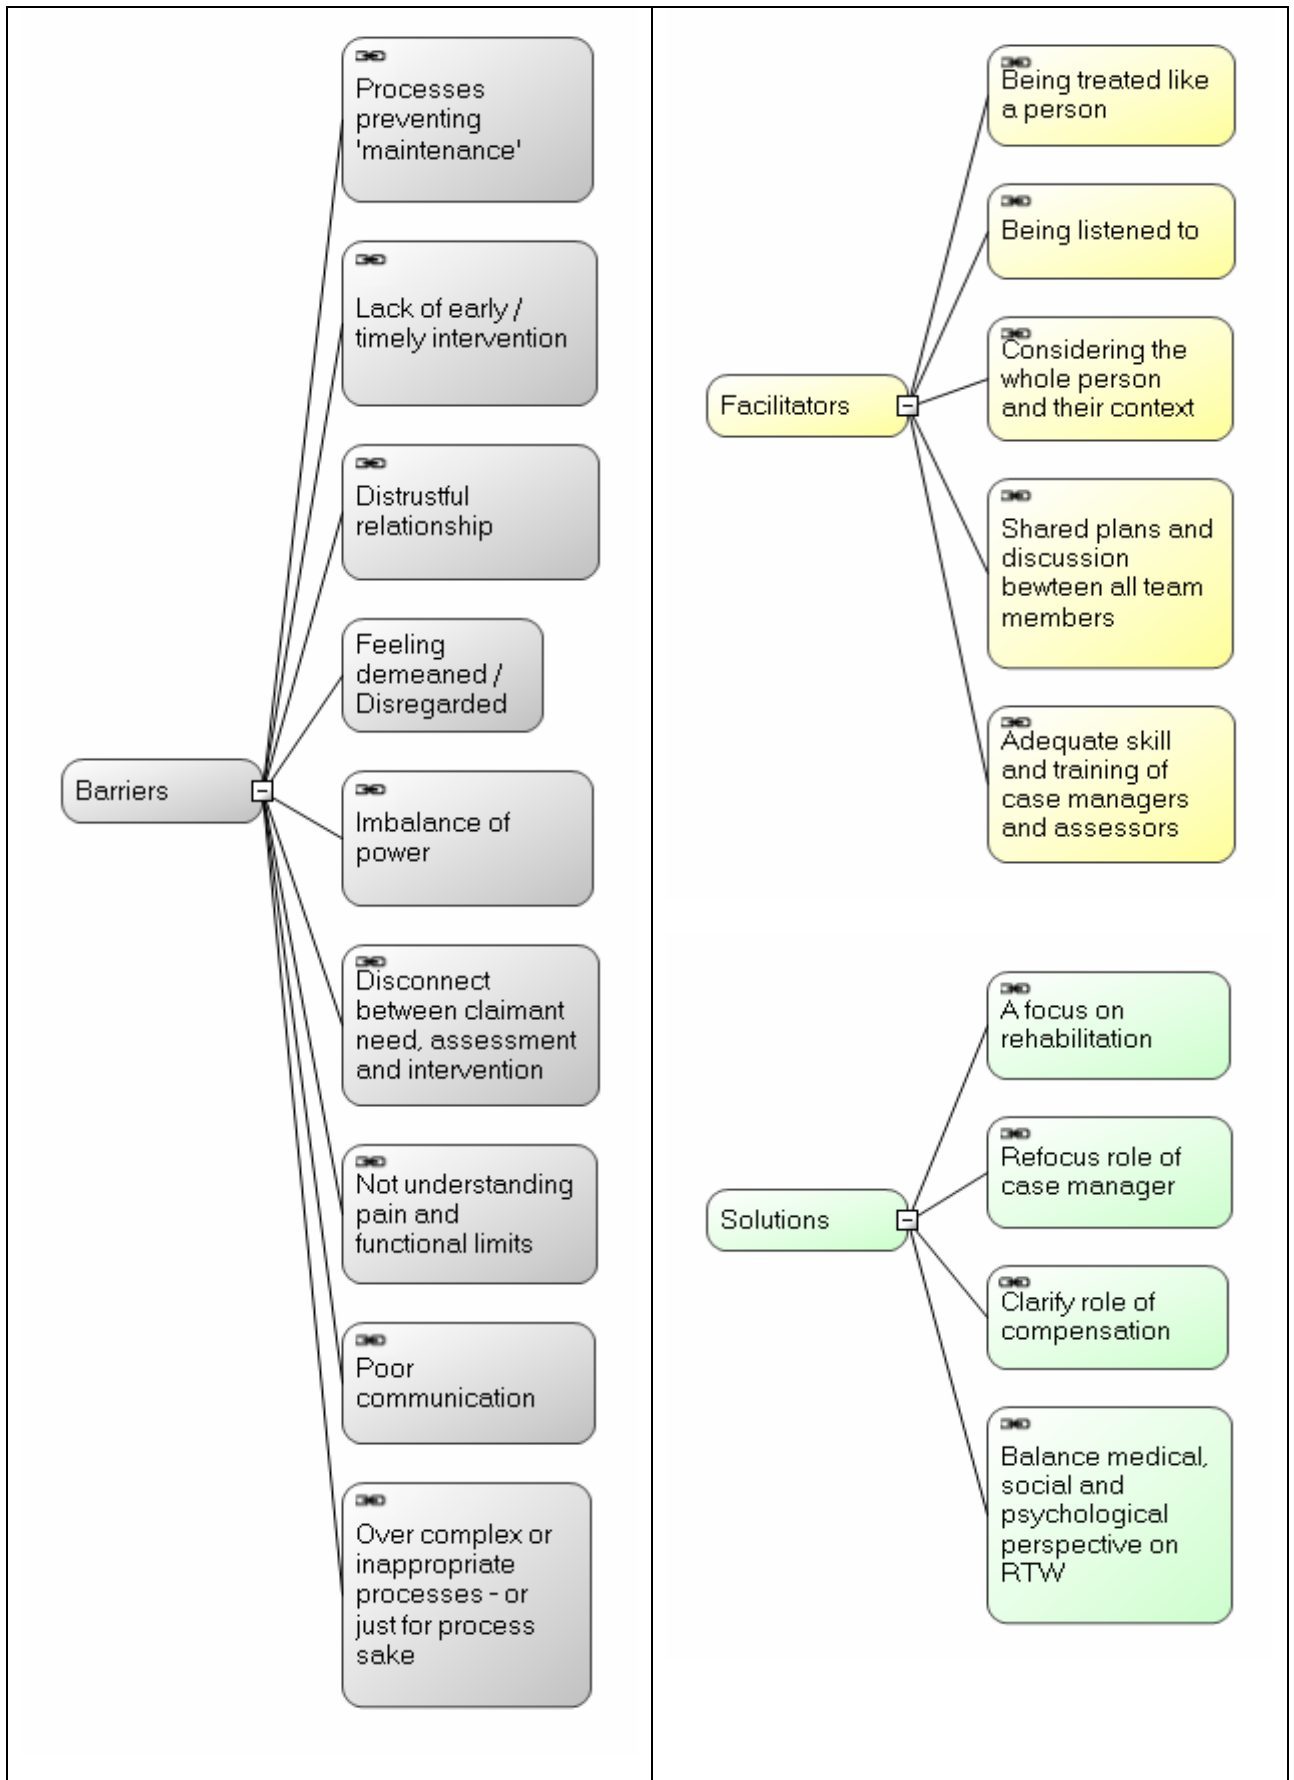 Barriers
Processes
preventing
'maintenance'
Lack of early /
timely intervention
Distrustful
relationship
Feeling
demeaned /
Disregarded
Imbalance of
power
Disconnect
between claimant
need, assessment
and intervention
Not understanding
pain and
functional limits
Poor
communication
Over complex or
inappropriate
processes - or
just for process
sake
Facilitators
Being treated like
a person
Being listened to
Considering the
whole person
and their context
Shared plans and
discussion
bewteen all team
members
Adequate skill
and training of
case managers
and assessors
Solutions
A focus on
rehabilitation
Refocus role of
case manager
Clarify role of
compensation
Balance medical,
social and
psychological
perspective on
RTW